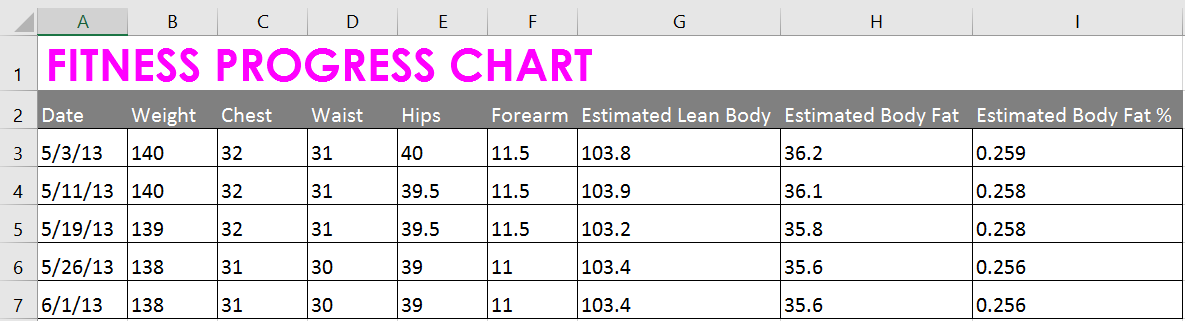 A B C D E F G H I
1 FITNESS PROGRESS CHART
2 Date Weight Chest Waist Hips Forearm Estimated Lean Body Estimated Body Fat Estimated Body Fat %
3 5/3/13 140 32 31 40 11.5 103.8 36.2 0.259
4 5/11/13 140 32 31 39.5 11.5 103.9 36.1 0.258
5 5/19/13 139 32 31 39.5 11.5 103.2 35.8 0.258
6 5/26/13 138 31 30 39 11 103.4 35.6 0.256
7 6/1/13 138 31 30 39 11 103.4 35.6 0.256